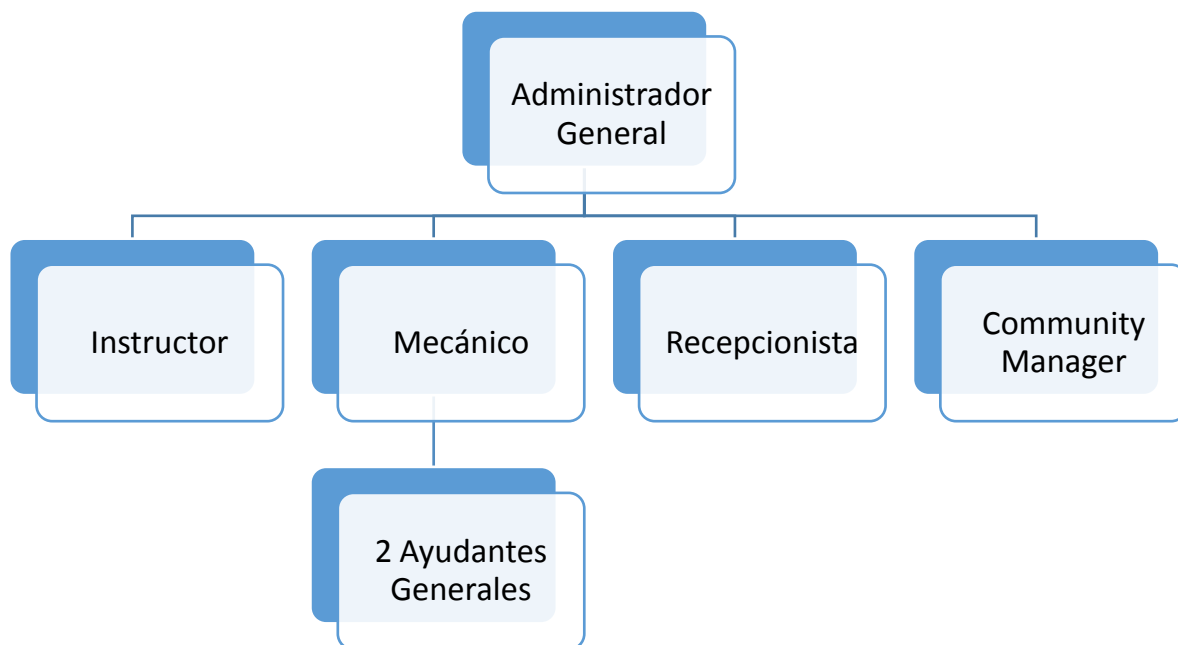 Administrador
General
Instructor
Mecánico
Recepcionista
Community
Manager
2 Ayudantes
Generales